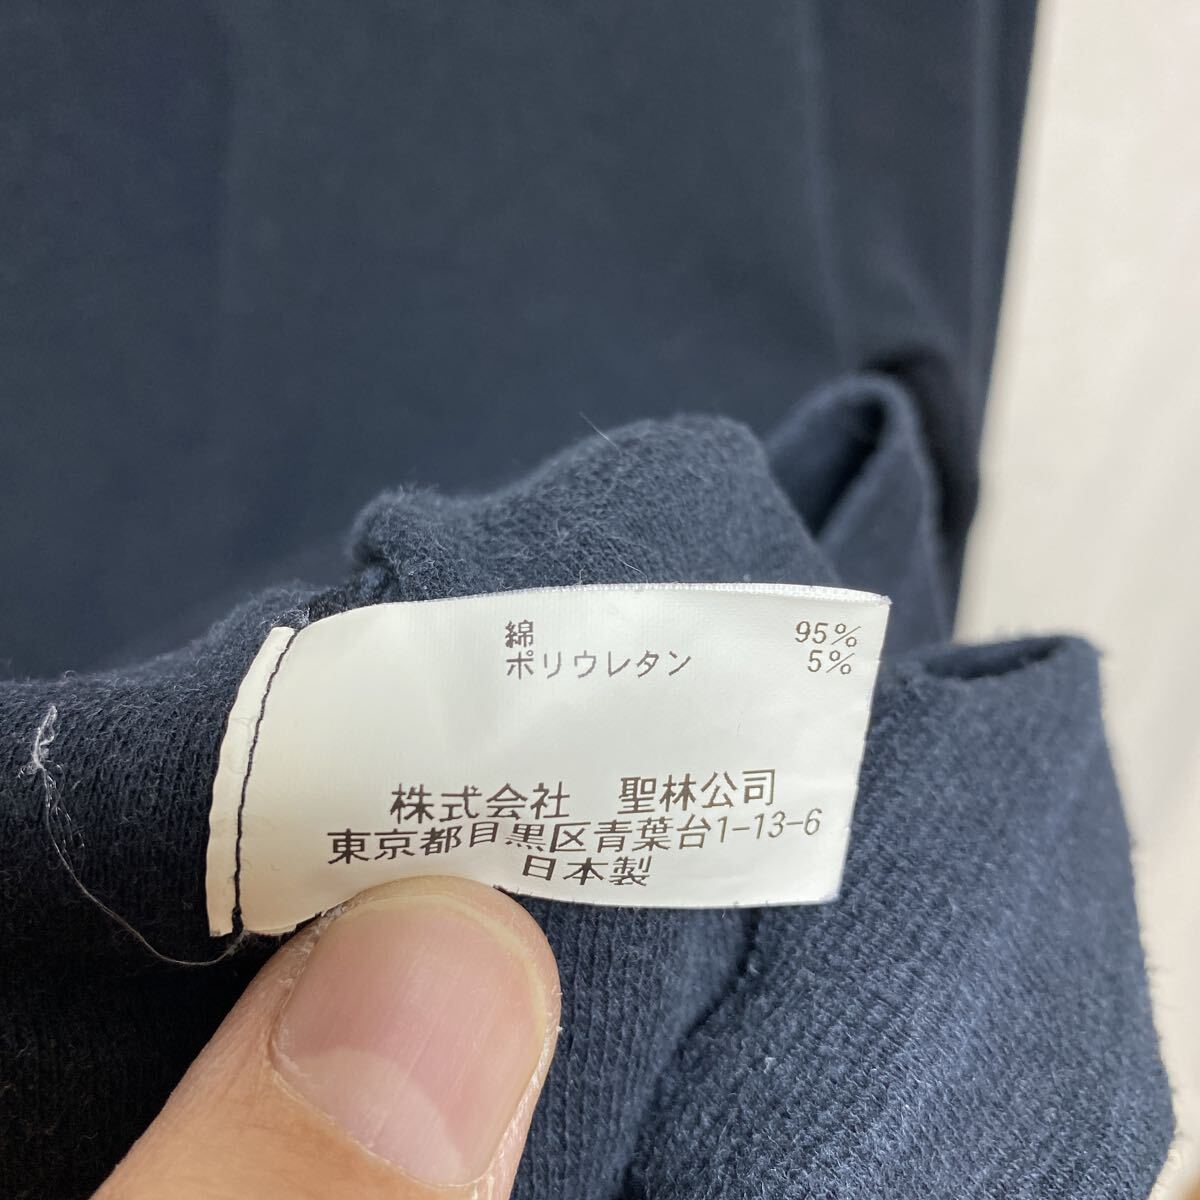 綿 95%
ポリウレタン 5%
株式会社 聖林公司
東京都目黒区青葉台1-13-6
日本製